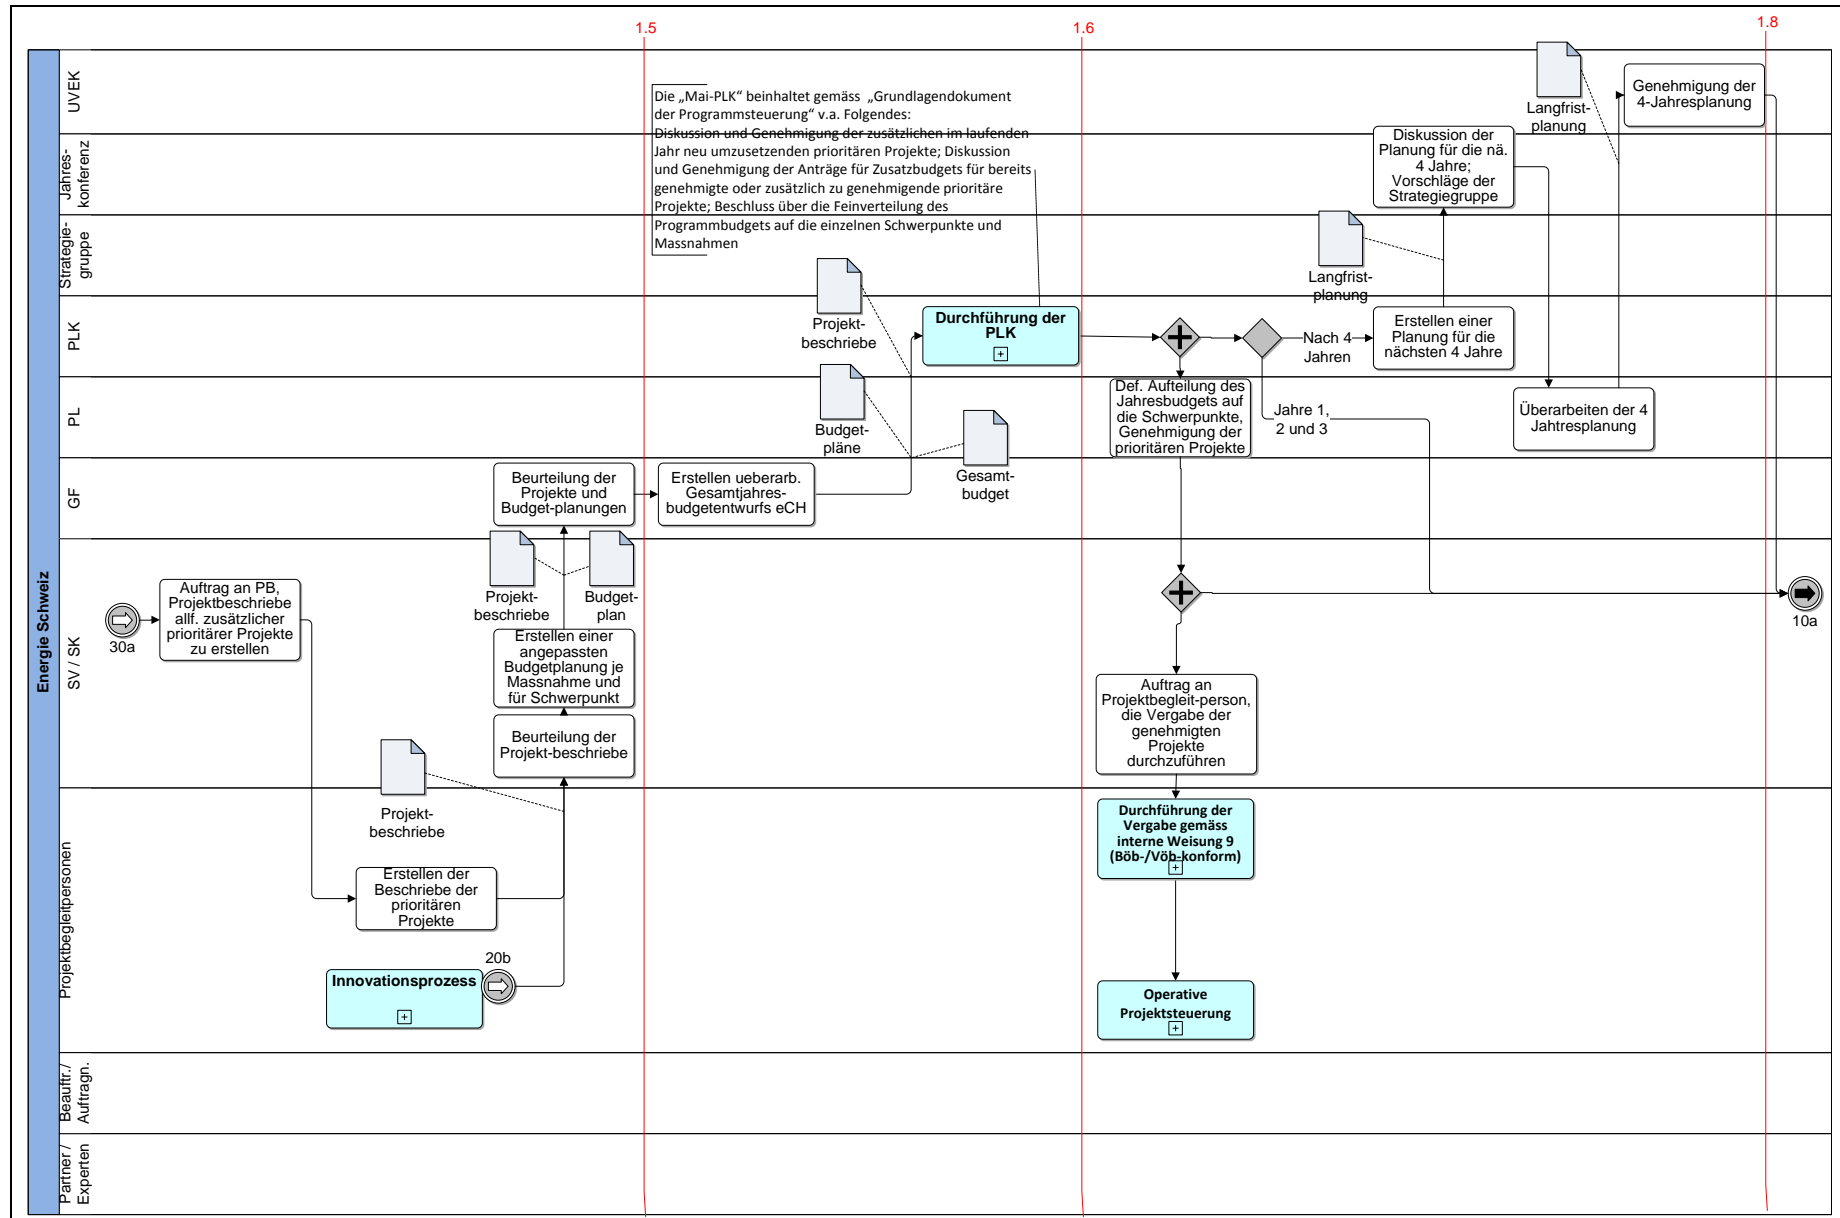 1.5
1.6
1.8
Energie Schweiz
UVEK
Jahres-
konferenz
Strategie-
gruppe
PLK
PL
GF
SV / SK
Projektbegleitpersonen
Beauftr./
Auftragn.
Partner /
Experten
Die „Mai-PLK“ beinhaltet gemäss „Grundlagendokument
der Programmsteuerung“ v.a. Folgendes:
Diskussion und Genehmigung der zusätzlichen im laufenden
Jahr neu umzusetzenden prioritären Projekte; Diskussion
und Genehmigung der Anträge für Zusatzbudgets für bereits
genehmigte oder zusätzlich zu genehmigende prioritäre
Projekte; Beschluss über die Feinverteilung des
Programmbudgets auf die einzelnen Schwerpunkte und
Massnahmen
Langfrist-
planung
Genehmigung der
4-Jahresplanung
Diskussion der
Planung für die nä.
4 Jahre;
Vorschläge der
Strategiegruppe
Langfrist-
planung
Projekt-
beschriebe
Durchführung der
PLK
Nach 4
Jahren
Erstellen einer
Planung für die
nächsten 4 Jahre
Budget-
pläne
Gesamt-
budget
Def. Aufteilung des
Jahresbudgets auf
die Schwerpunkte,
Genehmigung der
prioritären Projekte
Jahre 1,
2 und 3
Überarbeiten der 4
Jahtresplanung
Beurteilung der
Projekte und
Budget-planungen
Erstellen ueberarb.
Gesamtjahres-
budgetentwurfs eCH
Projekt-
beschriebe
Budget-
plan
30a
Auftrag an PB,
Projektbeschriebe
allf. zusätzlicher
prioritärer Projekte
zu erstellen
Erstellen einer
angepassten
Budgetplanung je
Massnahme und
für Schwerpunkt
10a
Beurteilung der
Projekt-beschriebe
Auftrag an
Projektbegleit-person,
die Vergabe der
genehmigten
Projekte
durchzuführen
Projekt-
beschriebe
Durchführung der
Vergabe gemäss
interne Weisung 9
(Böb-/Vöb-konform)
Erstellen der
Beschriebe der
prioritären
Projekte
20b
Innovationsprozess
Operative
Projektsteuerung